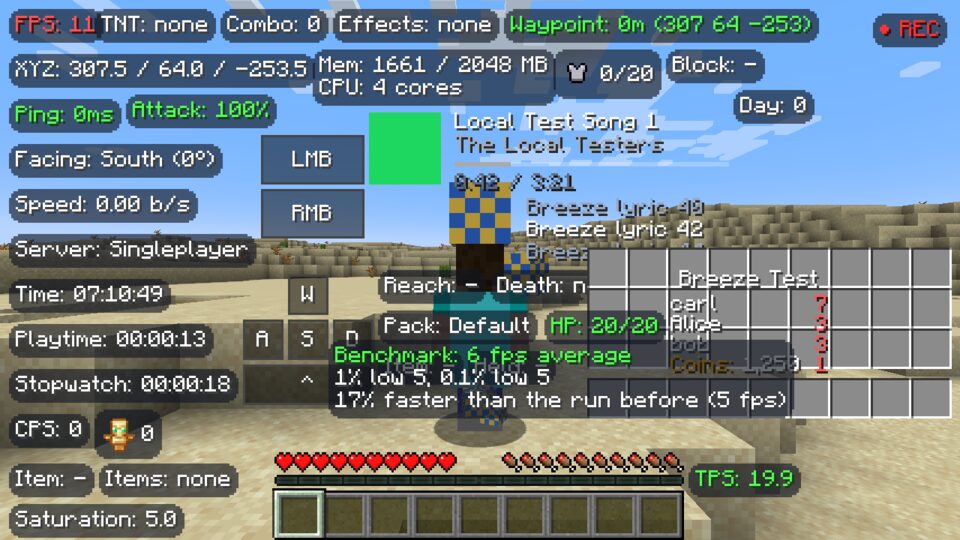 FPS: 11
TNT: none
Combo: 0
Effects: none
Waypoint: 0m (307 64 -253)
● REC
XYZ: 307.5 / 64.0 / -253.5
Mem: 1661 / 2048 MB
CPU: 4 cores
0/20
Block: -
Day: 0
Ping: 0ms
Attack: 100%
Local Test Song 1
The Local Testers
0:42 / 3:21
Facing: South (0°)
LMB
RMB
Speed: 0.00 b/s
Breeze lyric 40
Breeze lyric 42
Breeze
Server: Singleplayer
Time: 07:10:49
W
Reach: -
Death: n
Breeze Test
carl 7
Alice 3
bob 3
Coins: 1,250 1
Playtime: 00:00:13
A
S
D
Pack: Default
HP: 20/20
Benchmark: 6 fps average
1% low 5, 0.1% low 5
17% faster than the run before (5 fps)
Stopwatch: 00:00:18
^
CPS: 0
0
Item: -
Items: none
TPS: 19.9
Saturation: 5.0